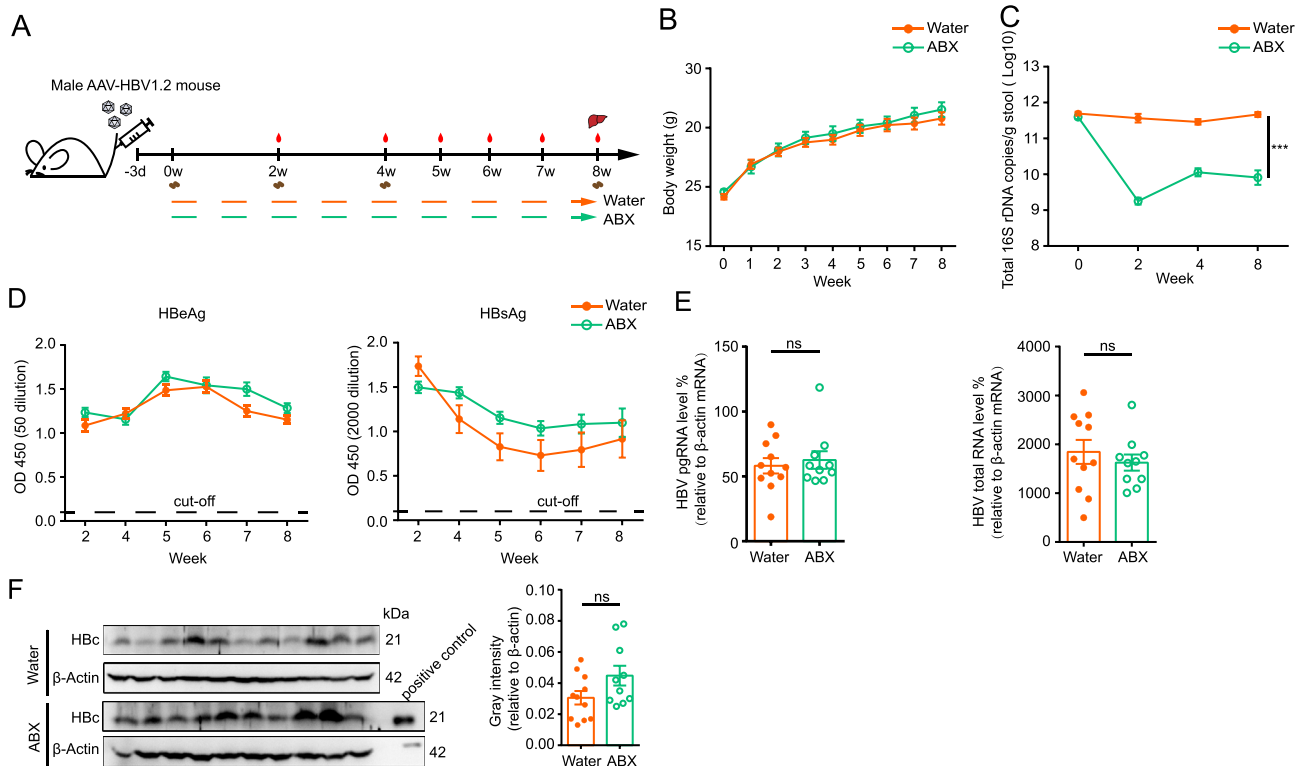 A
Male AAV-HBV1.2 mouse
-3d 0w 2w 4w 5w 6w 7w 8w
Water
ABX
B
Water
ABX
Body weight (g)
30
20
25
15
0 1 2 3 4 5 6 7 8
Week
C
Water
ABX
Total 16S rDNA copies/g stool ( Log10)
13
12
11
10
9
8
***
0 2 4 8
Week
D
HBeAg
OD 450 (50 dilution)
2.0
1.5
1.0
0.5
0.0
cut-off
2 4 5 6 7 8
Week
HBsAg
Water
ABX
OD 450 (2000 dilution)
2.0
1.5
1.0
0.5
0.0
cut-off
2 4 5 6 7 8
Week
E
HBV pgRNA level %
(relative to β-actin mRNA)
150
100
50
0
ns
Water ABX
HBV total RNA level %
(relative to β-actin mRNA)
4000
3000
2000
1000
0
ns
Water ABX
F
kDa
positive control
Water
HBc 21
β-Actin 42
ABX
HBc 21
β-Actin 42
Gray intensity
(relative to β-actin)
0.10
0.08
0.06
0.04
0.02
0.00
ns
Water ABX